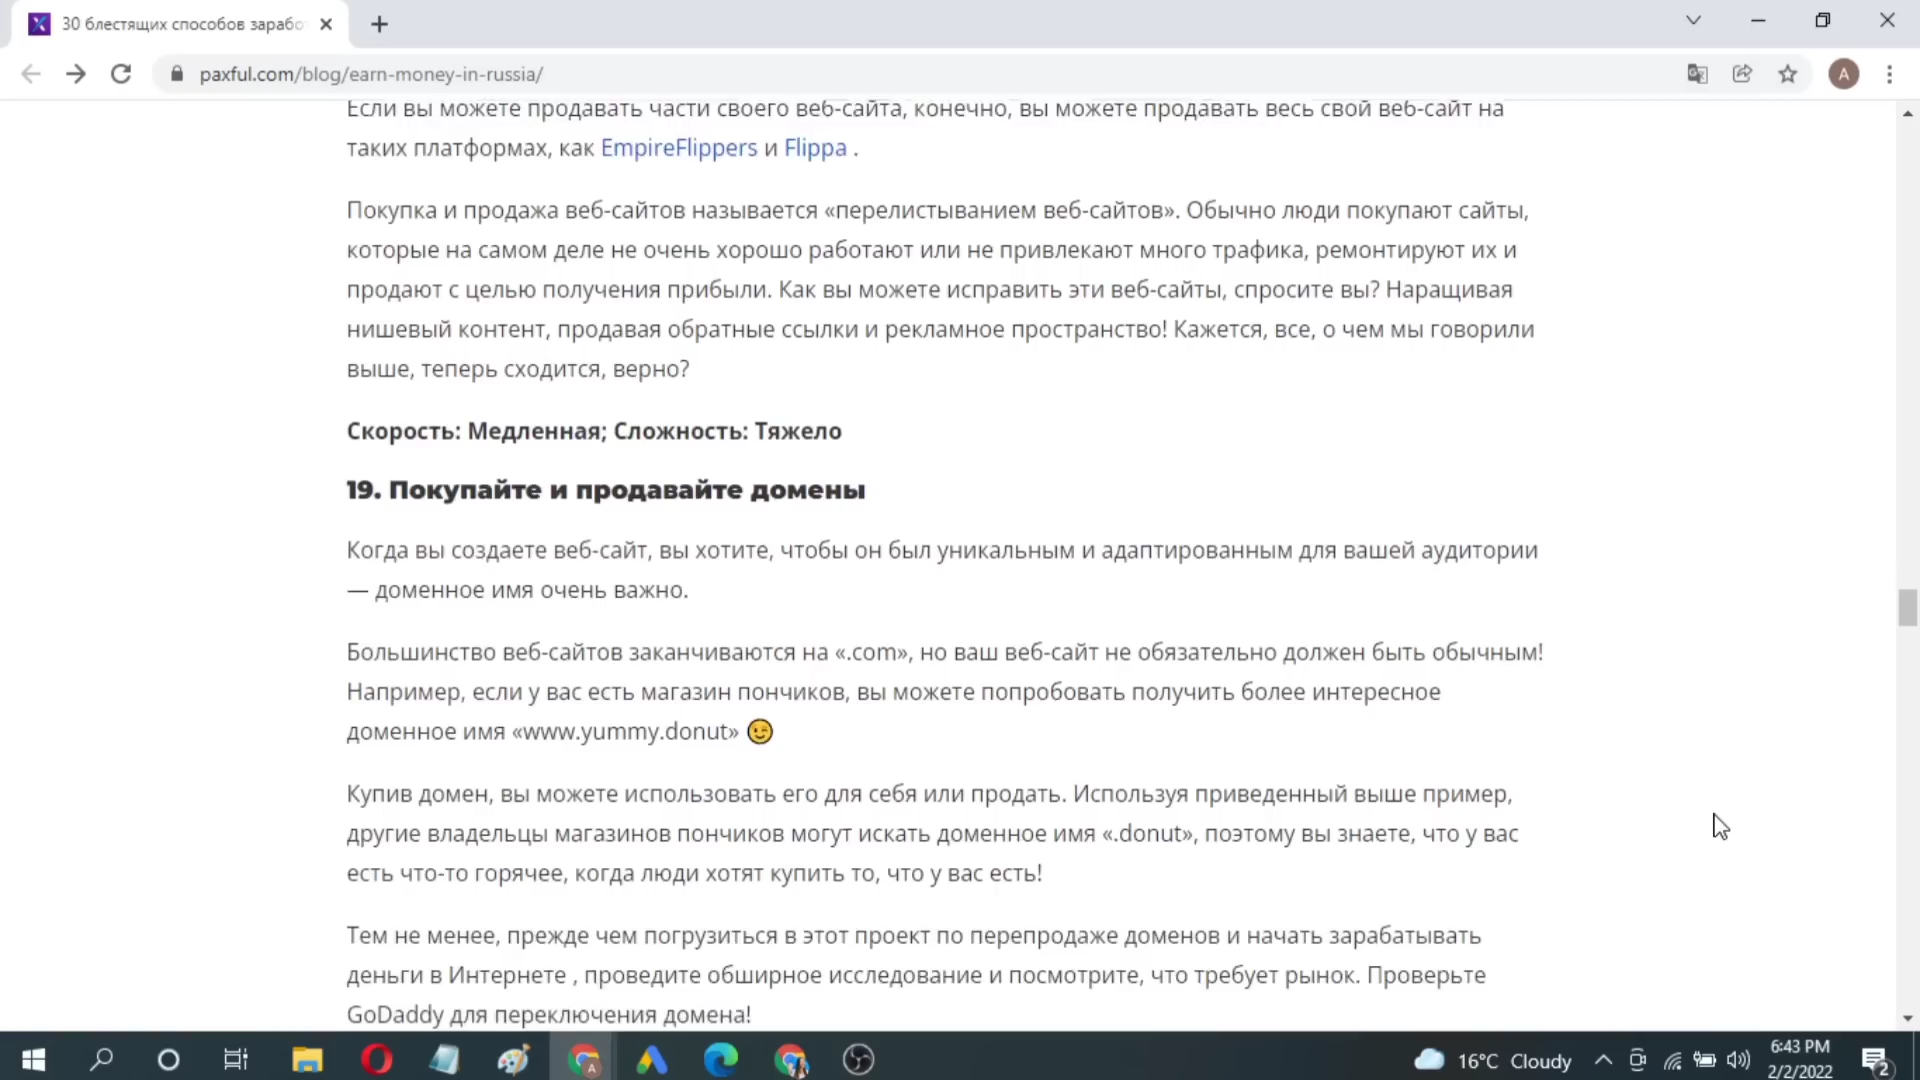 30 блестящих способов зарабо
paxful.com/blog/earn-money-in-russia/
A
Если вы можете продавать части своего веб-сайта, конечно, вы можете продавать весь свой веб-сайт на
таких платформах, как EmpireFlippers и Flippa .
Покупка и продажа веб-сайтов называется «перелистыванием веб-сайтов». Обычно люди покупают сайты,
которые на самом деле не очень хорошо работают или не привлекают много трафика, ремонтируют их и
продают с целью получения прибыли. Как вы можете исправить эти веб-сайты, спросите вы? Наращивая
нишевый контент, продавая обратные ссылки и рекламное пространство! Кажется, все, о чем мы говорили
выше, теперь сходится, верно?
Скорость: Медленная; Сложность: Тяжело
19. Покупайте и продавайте домены
Когда вы создаете веб-сайт, вы хотите, чтобы он был уникальным и адаптированным для вашей аудитории
— доменное имя очень важно.
Большинство веб-сайтов заканчиваются на «.com», но ваш веб-сайт не обязательно должен быть обычным!
Например, если у вас есть магазин пончиков, вы можете попробовать получить более интересное
доменное имя «www.yummy.donut» 😉
Купив домен, вы можете использовать его для себя или продать. Используя приведенный выше пример,
другие владельцы магазинов пончиков могут искать доменное имя «.donut», поэтому вы знаете, что у вас
есть что-то горячее, когда люди хотят купить то, что у вас есть!
Тем не менее, прежде чем погрузиться в этот проект по перепродаже доменов и начать зарабатывать
деньги в Интернете , проведите обширное исследование и посмотрите, что требует рынок. Проверьте
GoDaddy для переключения домена!
16°C Cloudy
6:43 PM
2/2/2022
2